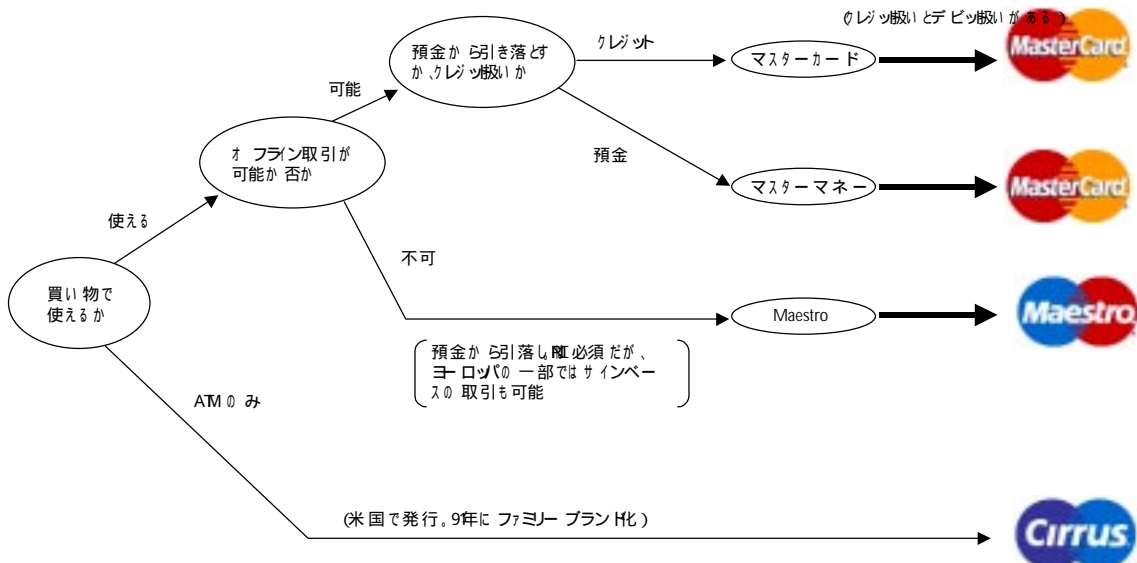 (クレジット扱いとデビット扱いがある)
預金から引き落とす
か、クレジット扱いか
クレジット
マスターカード
MasterCard
可能
オフライン取引が
可能か否か
預金
マスターマネー
MasterCard
使える
不可
買い物で
使えるか
Maestro
Maestro
預金から引落し、 必須だが、
ヨーロッパの一部ではサインベー
スの取引も可能
ATMのみ
(米国で発行。91年にファミリーブランド化)
Cirrus